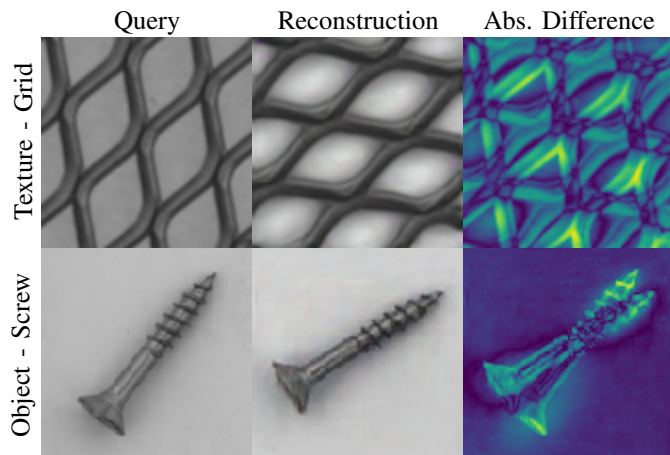 Query Reconstruction Abs. Difference
Texture - Grid
Object - Screw